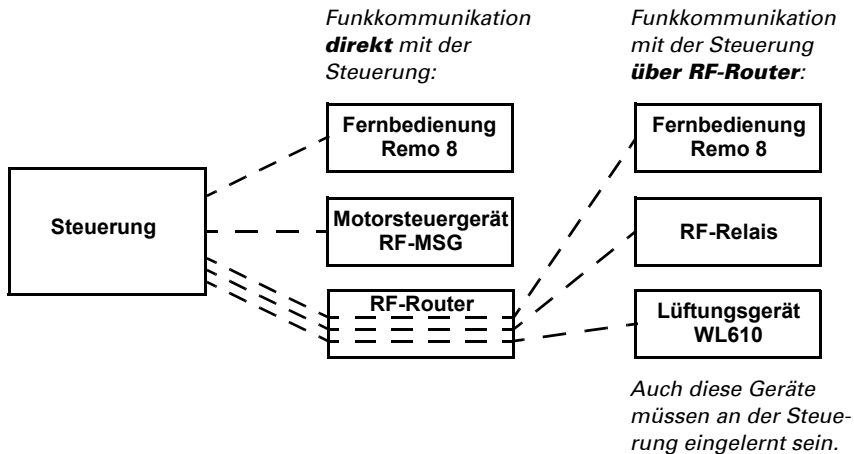 Funkkommunikation
direkt mit der
Steuerung:
Funkkommunikation
mit der Steuerung
über RF-Router:
Steuerung
Fernbedienung
Remo 8
Motorsteuergerät
RF-MSG
RF-Router
Fernbedienung
Remo 8
RF-Relais
Lüftungsgerät
WL610
Auch diese Geräte
müssen an der Steue-
rung eingelernt sein.